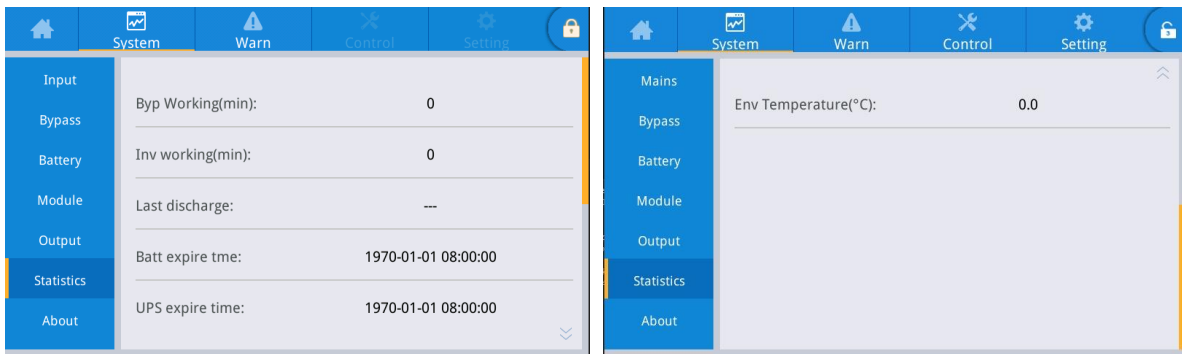 System Warn Control Setting
Input
Bypass
Battery
Module
Output
Statistics
About
Byp Working(min): 0
Inv working(min): 0
Last discharge: ---
Batt expire tme: 1970-01-01 08:00:00
UPS expire time: 1970-01-01 08:00:00
System Warn Control Setting
Mains
Bypass
Battery
Module
Output
Statistics
About
Env Temperature(°C): 0.0